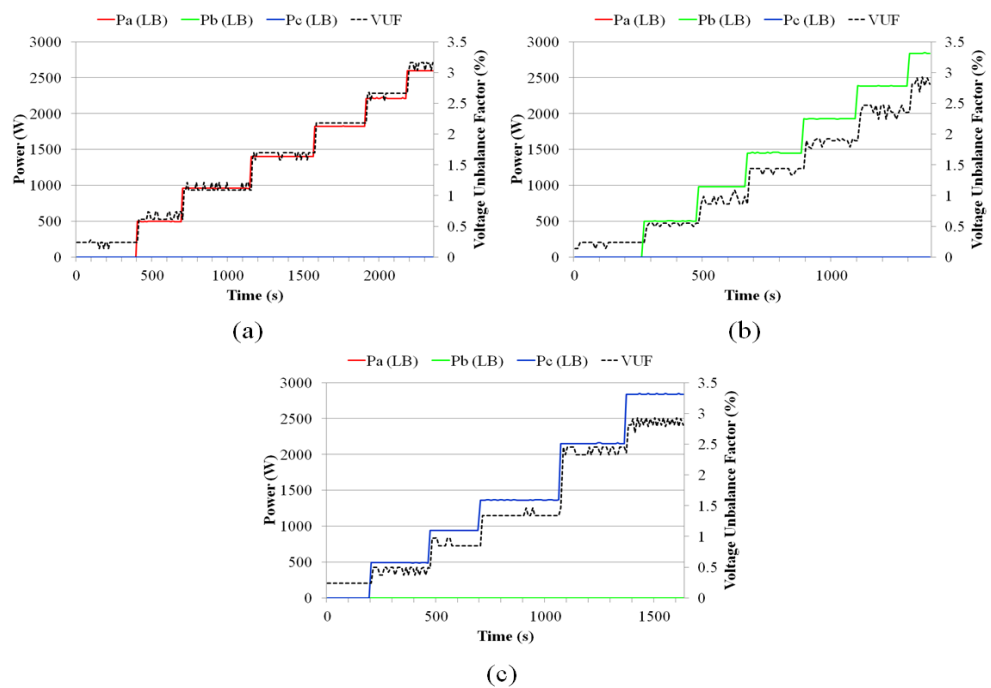 Pa (LB) Pb (LB) Pc (LB) VUF
3000 3.5
2500 3
2000 2.5
1500 2
1000 1.5
500 1
0 0.5
0
0 500 1000 1500 2000
Power (W)
Voltage Unbalance Factor (%)
Time (s)
(a)
Pa (LB) Pb (LB) Pc (LB) VUF
3000 3.5
2500 3
2000 2.5
1500 2
1000 1.5
500 1
0 0.5
0
0 500 1000
Power (W)
Voltage Unbalance Factor (%)
Time (s)
(b)
Pa (LB) Pb (LB) Pc (LB) VUF
3000 3.5
2500 3
2000 2.5
1500 2
1000 1.5
500 1
0 0.5
0
0 500 1000 1500
Power (W)
Voltage Unbalance Factor (%)
Time (s)
(c)